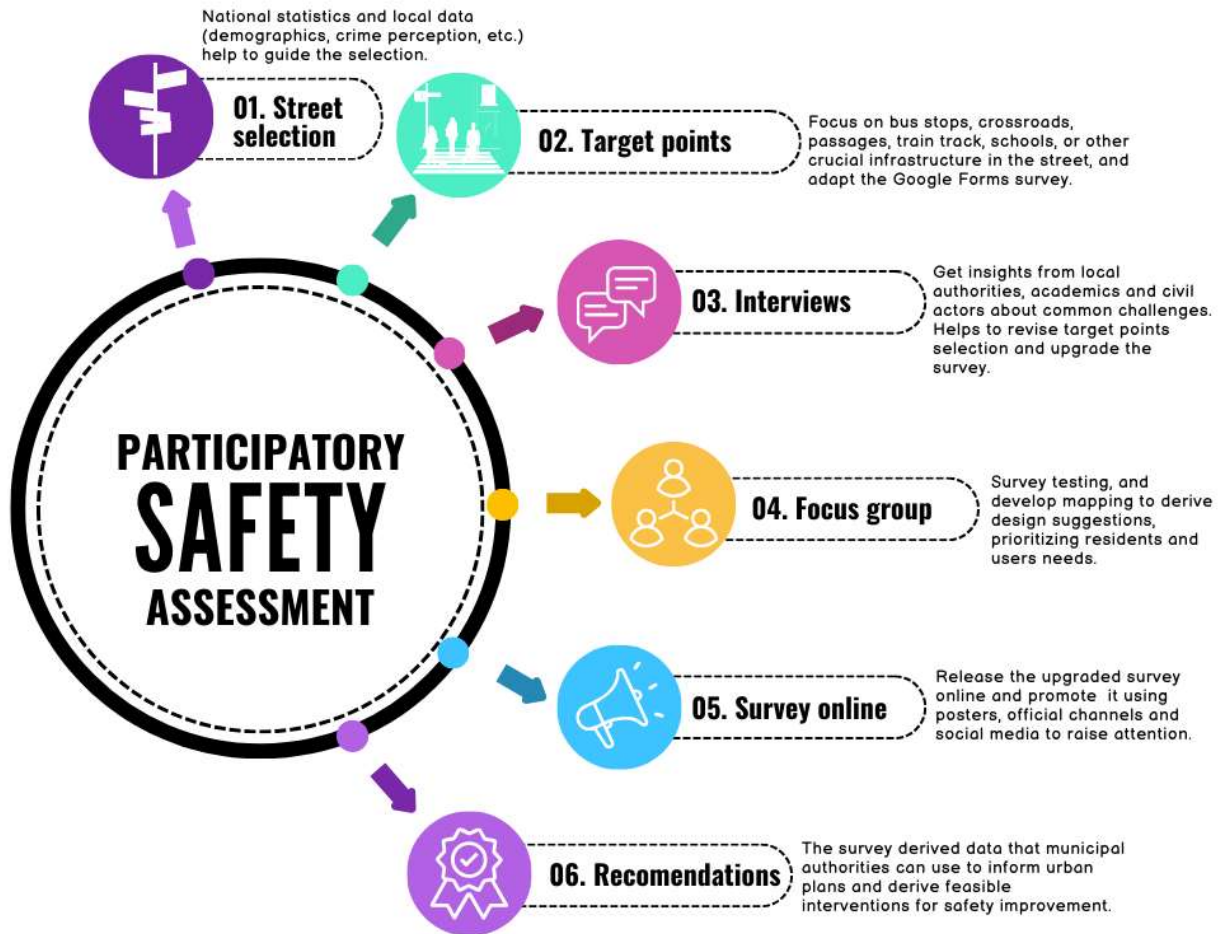 National statistics and local data
(demographics, crime perception, etc.)
help to guide the selection.
01. Street
selection
02. Target points
Focus on bus stops, crossroads,
passages, train track, schools, or other
crucial infrastructure in the street, and
adapt the Google Forms survey.
03. Interviews
Get insights from local
authorities, academics and civil
actors about common challenges.
Helps to revise target points
selection and upgrade the
survey.
PARTICIPATORY
SAFETY
ASSESSMENT
04. Focus group
Survey testing, and
develop mapping to derive
design suggestions,
prioritizing residents and
users needs.
05. Survey online
Release the upgraded survey
online and promote it using
posters, official channels and
social media to raise attention.
06. Recomendations
The survey derived data that municipal
authorities can use to inform urban
plans and derive feasible
interventions for safety improvement.